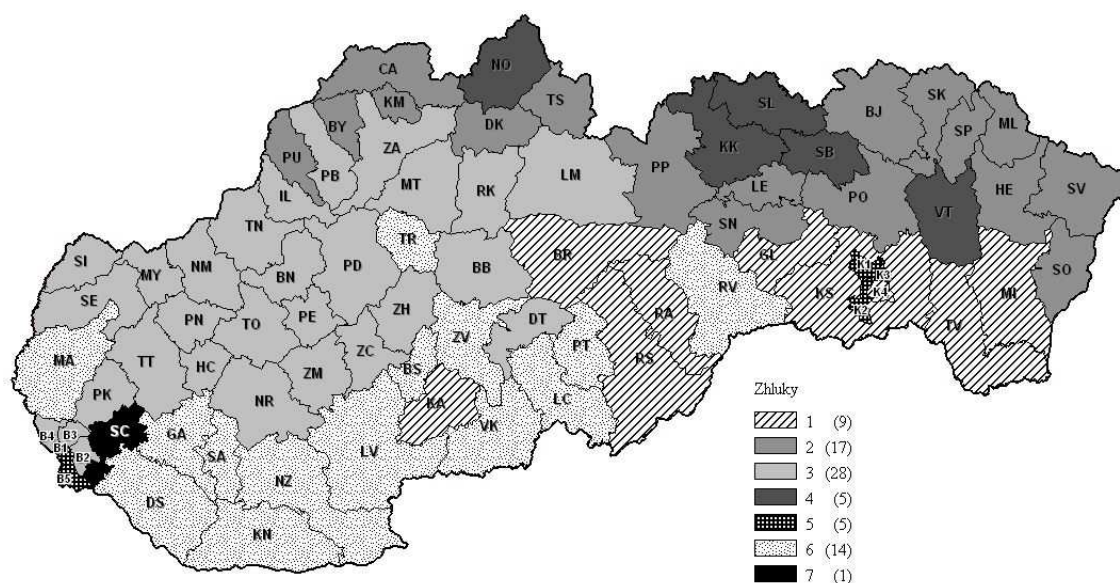 NO
CA
TS
KM
SL
BJ
SK
ML
BY
DK
SP
PU
ZA
KK
SB
PB
PP
LM
LE
PO
HE
SV
IL
MT
RK
VT
TN
SN
TR
SI
MY
NM
BN
PD
BB
BR
GL
K1
K3
K4
K2
KS
MI
SO
RV
SE
PN
TO
PE
ZH
RA
TV
DT
ZV
MA
TT
HC
ZM
ZC
BS
PT
RS
PK
NR
KA
LC
VK
B4
B3
B1
B2
B5
SC
GA
SA
LV
NZ
DS
KN
Zhluky
1 (9)
2 (17)
3 (28)
4 (5)
5 (5)
6 (14)
7 (1)